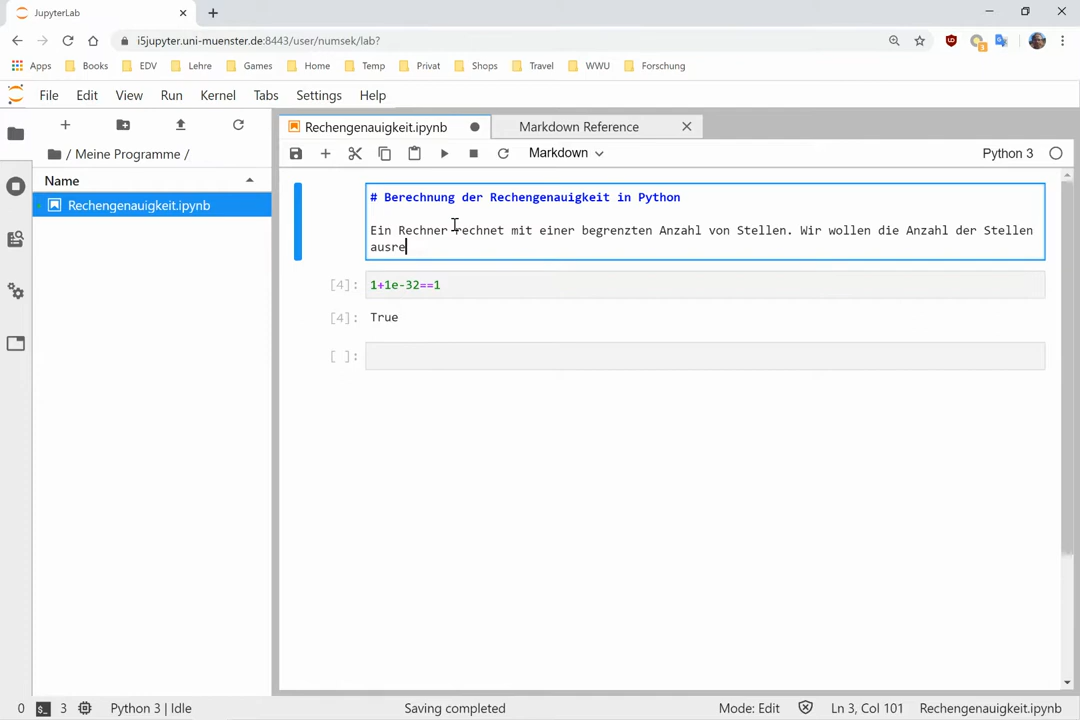 JupyterLab
i5jupyter.uni-muenster.de:8443/user/numsek/lab?
Apps Books EDV Lehre Games Home Temp Privat Shops Travel WWU Forschung
File Edit View Run Kernel Tabs Settings Help
/ Meine Programme /
Name
Rechengenauigkeit.ipynb
Rechengenauigkeit.ipynb Markdown Reference
Markdown Python 3
# Berechnung der Rechengenauigkeit in Python
Ein Rechner rechnet mit einer begrenzten Anzahl von Stellen. Wir wollen die Anzahl der Stellen
ausre
[4]: 1+1e-32==1
[4]: True
[ ]:
0 3 Python 3 | Idle Saving completed Mode: Edit Ln 3, Col 101 Rechengenauigkeit.ipynb